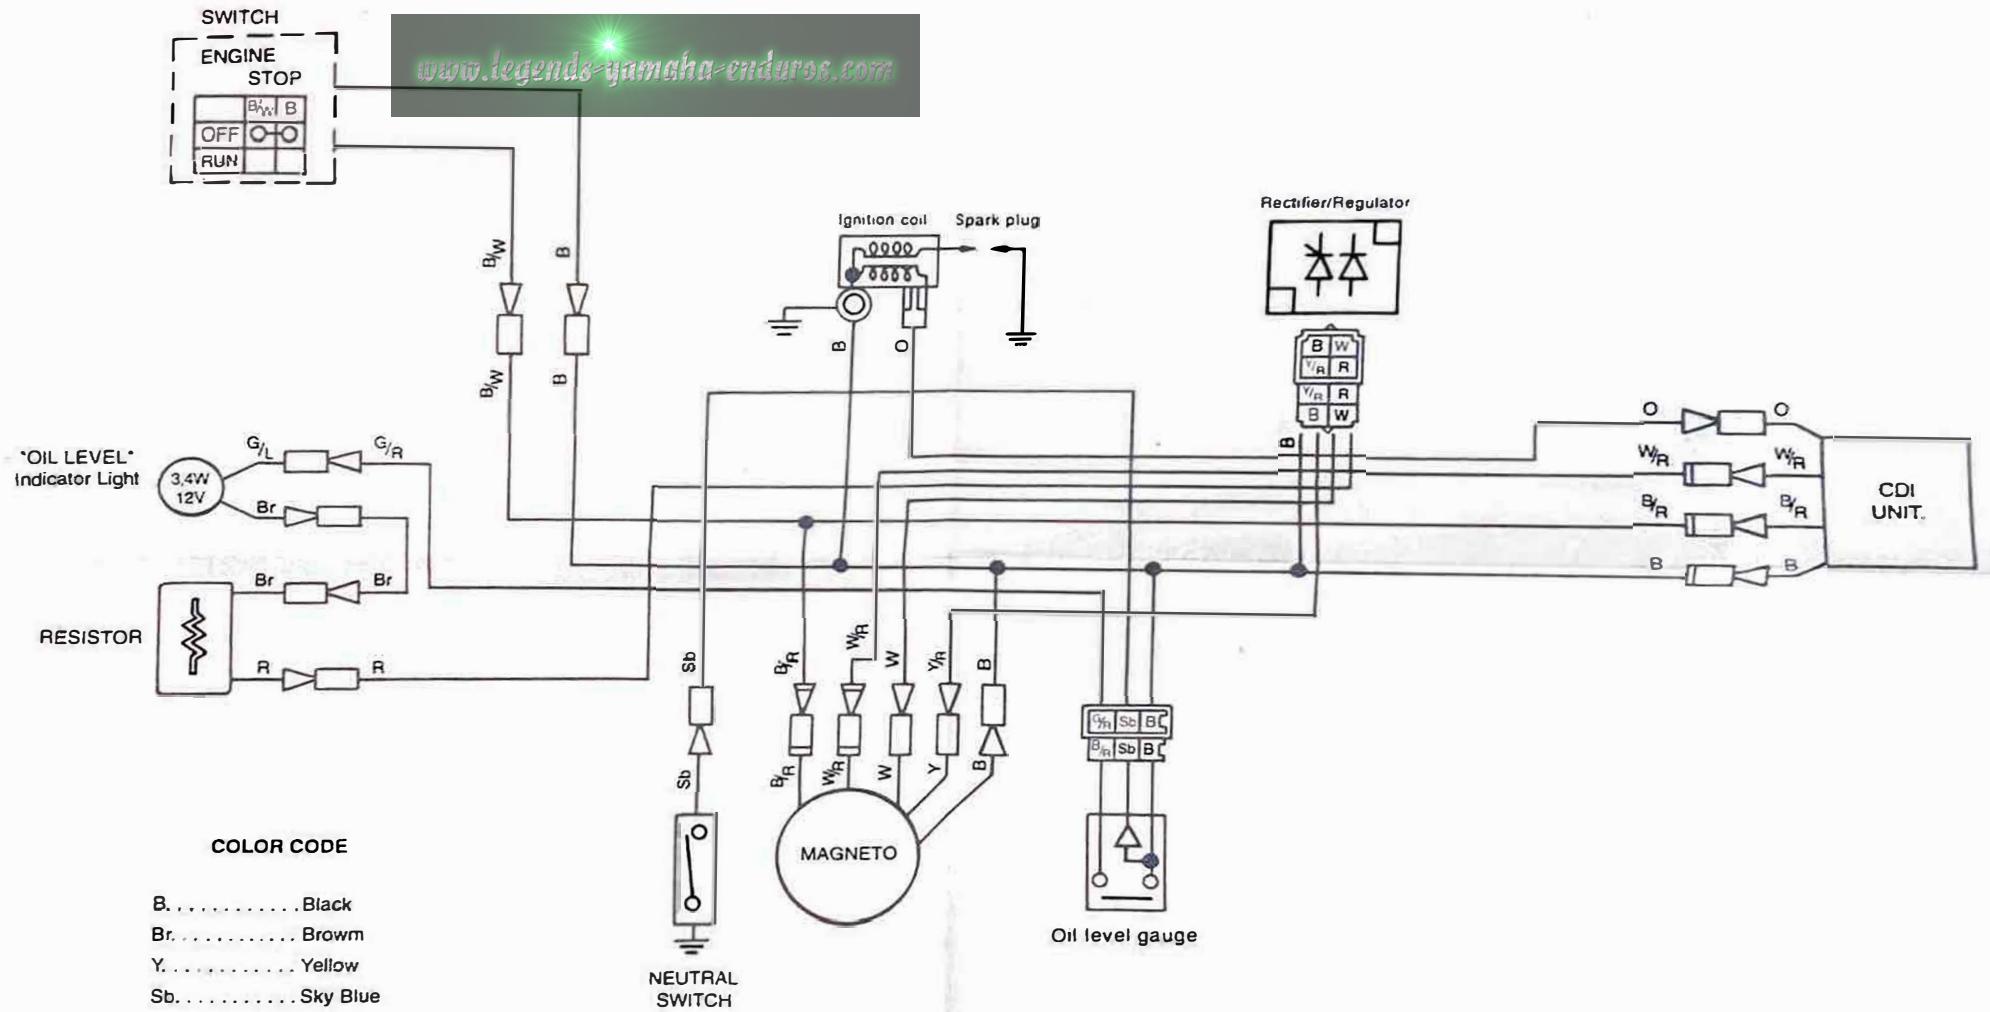 SWITCH
www.legends-yamaha-enduros.com
ENGINE
STOP
B/W B
OFF
RUN
Ignition coil
Spark plug
Rectifier/Regulator
B/W
B
B
O
B W
Y/R R
Y/R R
B W
B
B/W
B
"OIL LEVEL"
Indicator Light
3,4W
12V
G/L
G/R
Br
O
O
W/R
W/R
B/R
B/R
B
B
CDI
UNIT.
Br
Br
RESISTOR
R
R
Sb
B/R
W/R
W
Y/R
B
G/R Sb B
B/R Sb B
Sb
B/R
W/R
W
Y
B
MAGNETO
Oil level gauge
NEUTRAL
SWITCH
COLOR CODE
B. . . . . . . . . . . . Black
Br. . . . . . . . . . . . Browm
Y. . . . . . . . . . . . Yellow
Sb. . . . . . . . . . . Sky Blue